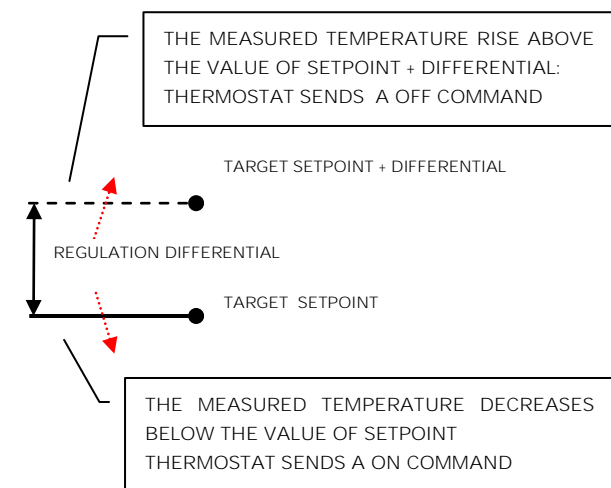 THE MEASURED TEMPERATURE RISE ABOVE
THE VALUE OF SETPOINT + DIFFERENTIAL:
THERMOSTAT SENDS A OFF COMMAND
TARGET SETPOINT + DIFFERENTIAL
REGULATION DIFFERENTIAL
TARGET SETPOINT
THE MEASURED TEMPERATURE DECREASES
BELOW THE VALUE OF SETPOINT
THERMOSTAT SENDS A ON COMMAND